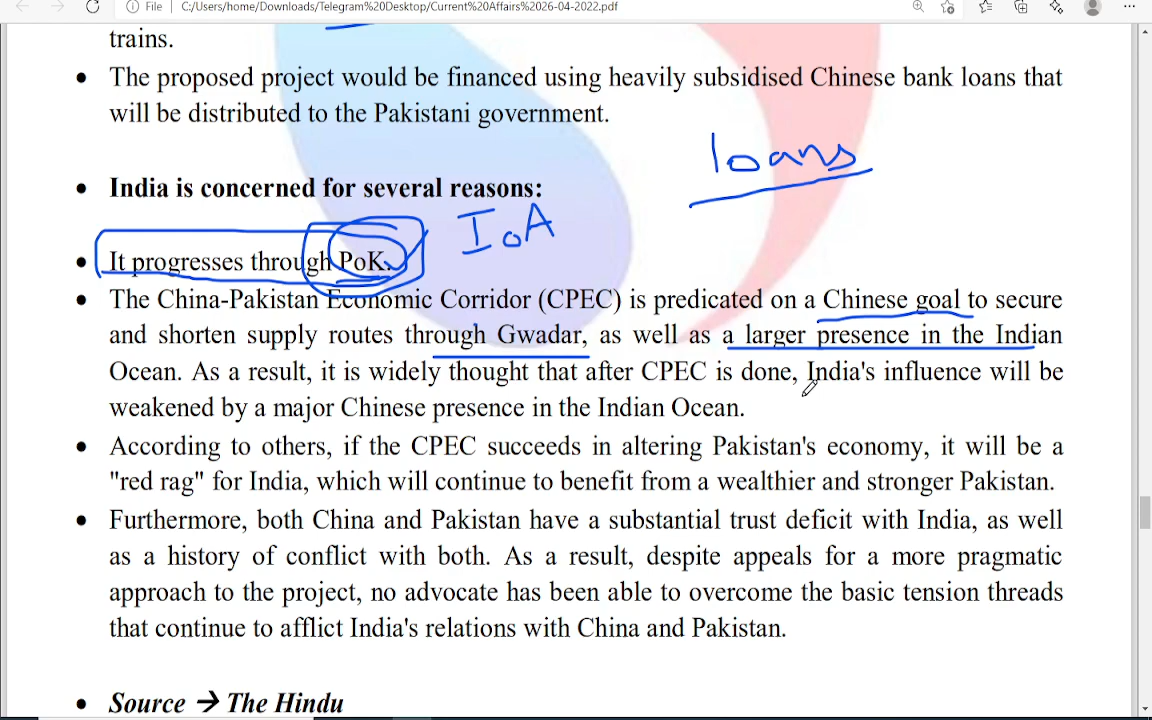 File | C:/Users/home/Downloads/Telegram%20Desktop/Current%20Affairs%2026-04-2022.pdf
trains.
• The proposed project would be financed using heavily subsidised Chinese bank loans that
will be distributed to the Pakistani government.
loans
• India is concerned for several reasons:
IoA
• It progresses through PoK.
• The China-Pakistan Economic Corridor (CPEC) is predicated on a Chinese goal to secure
and shorten supply routes through Gwadar, as well as a larger presence in the Indian
Ocean. As a result, it is widely thought that after CPEC is done, India's influence will be
weakened by a major Chinese presence in the Indian Ocean.
• According to others, if the CPEC succeeds in altering Pakistan's economy, it will be a
"red rag" for India, which will continue to benefit from a wealthier and stronger Pakistan.
• Furthermore, both China and Pakistan have a substantial trust deficit with India, as well
as a history of conflict with both. As a result, despite appeals for a more pragmatic
approach to the project, no advocate has been able to overcome the basic tension threads
that continue to afflict India's relations with China and Pakistan.
• Source → The Hindu